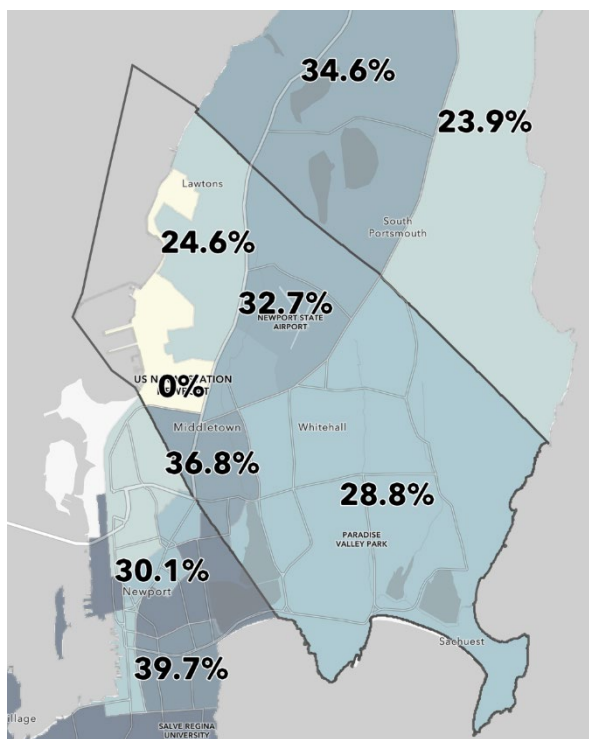 34.6%
23.9%
Lawtons
South
Portsmouth
24.6%
32.7%
NEWPORT STATE
AIRPORT
0%
Middletown
Whitehall
36.8%
28.8%
PARADISE
VALLEY PARK
30.1%
Newport
Sachuest
39.7%
illage
SALVE REGINA
UNIVERSITY